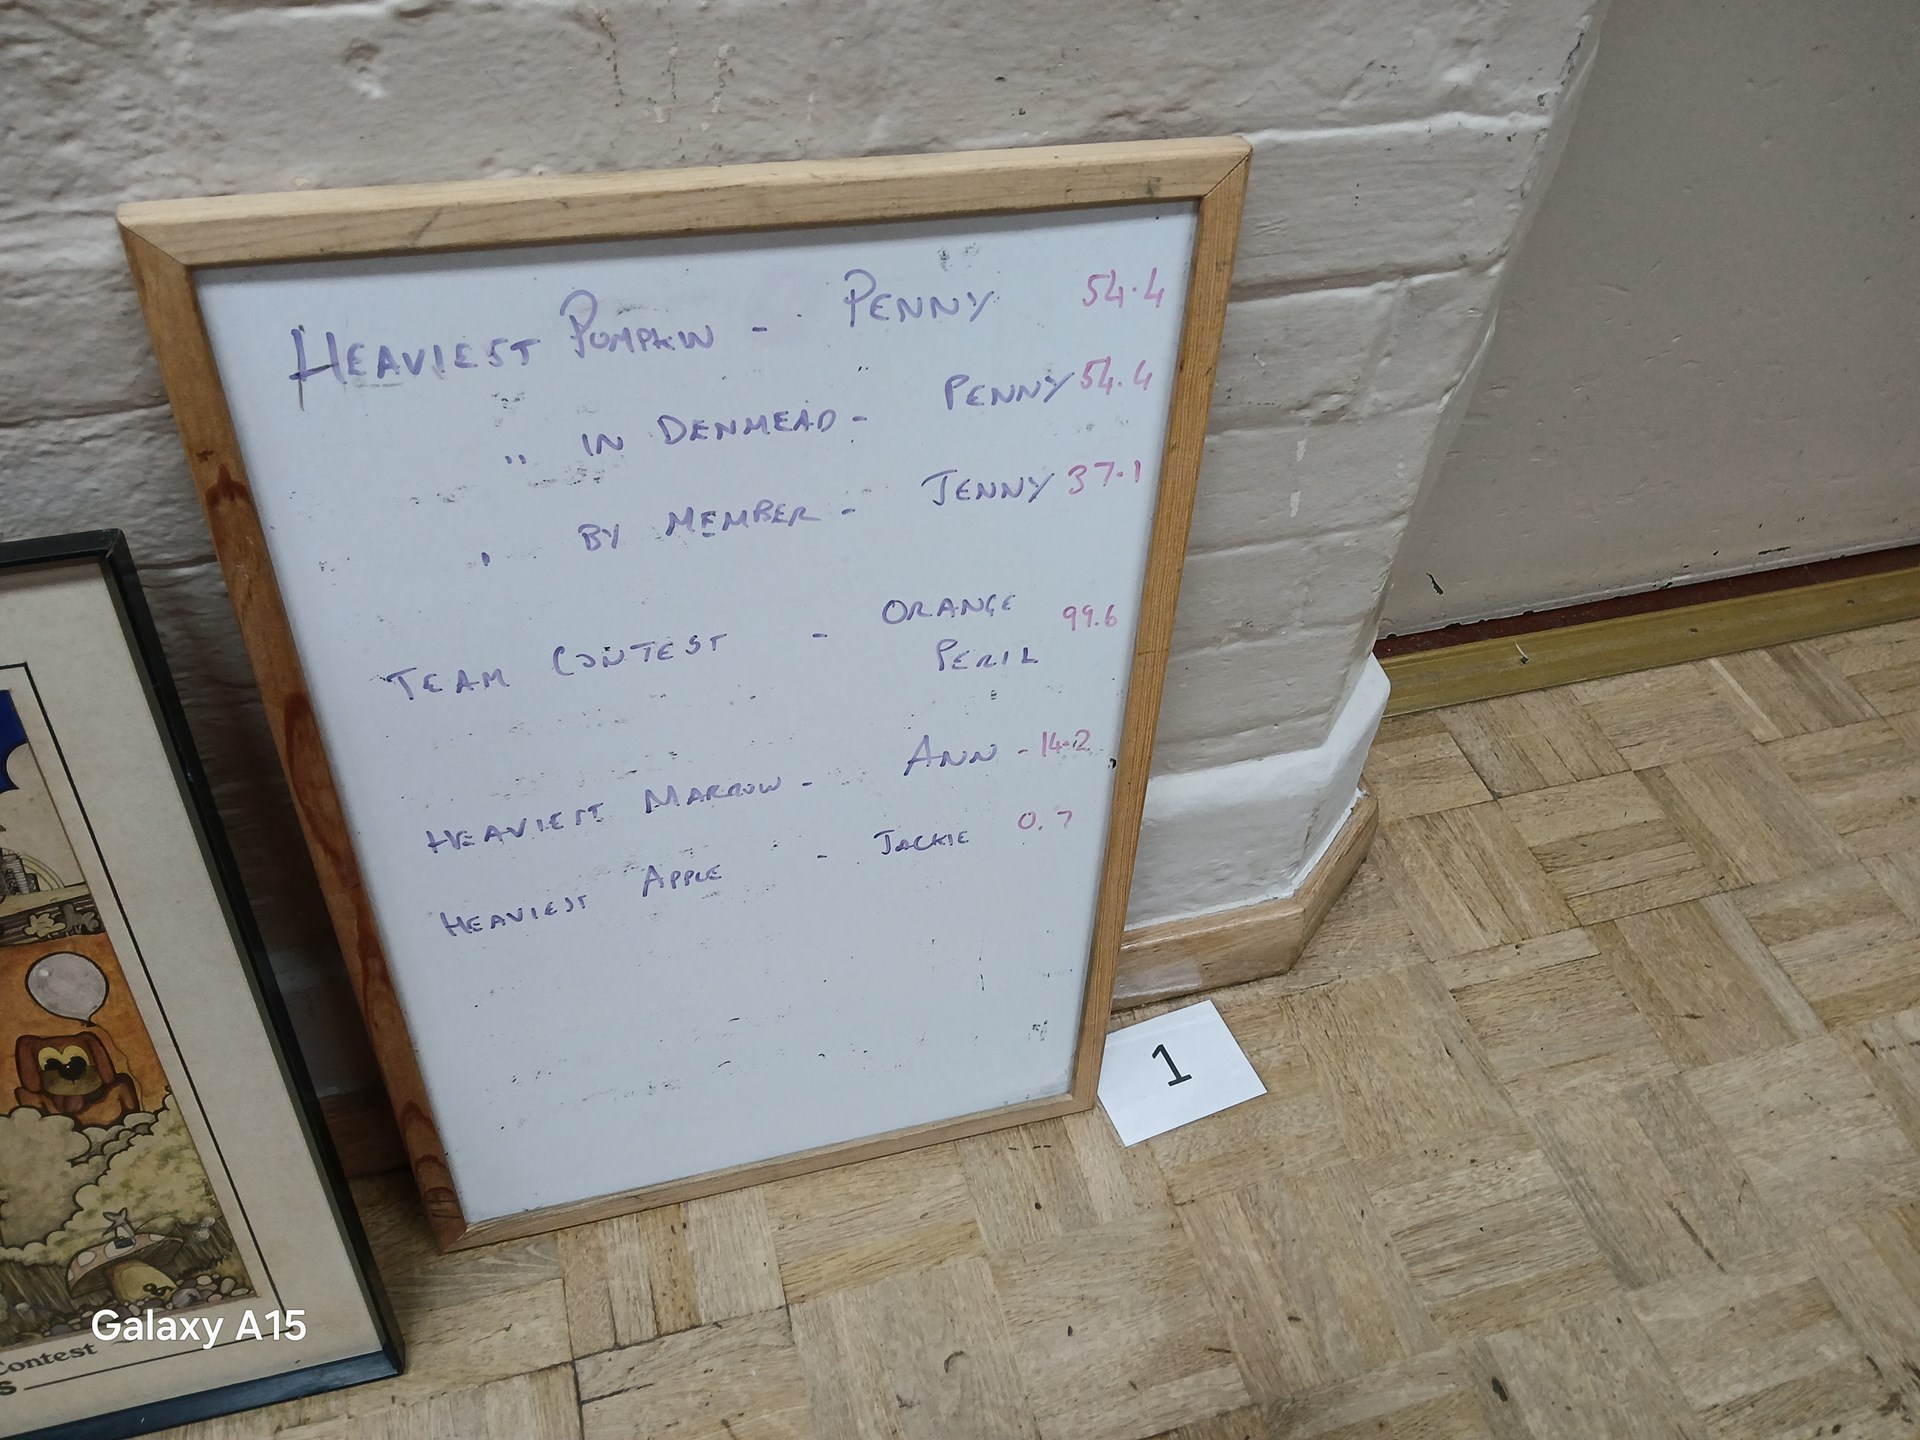 HEAVIEST PUMPKIN - PENNY 54.4
,, IN DENMEAD - PENNY 54.4
, BY MEMBER - JENNY 37.1
TEAM CONTEST - ORANGE PERIL 99.6
HEAVIEST MARROW - ANN - 14.2
HEAVIEST APPLE - JACKIE 0.7
1
Contest
s
Galaxy A15